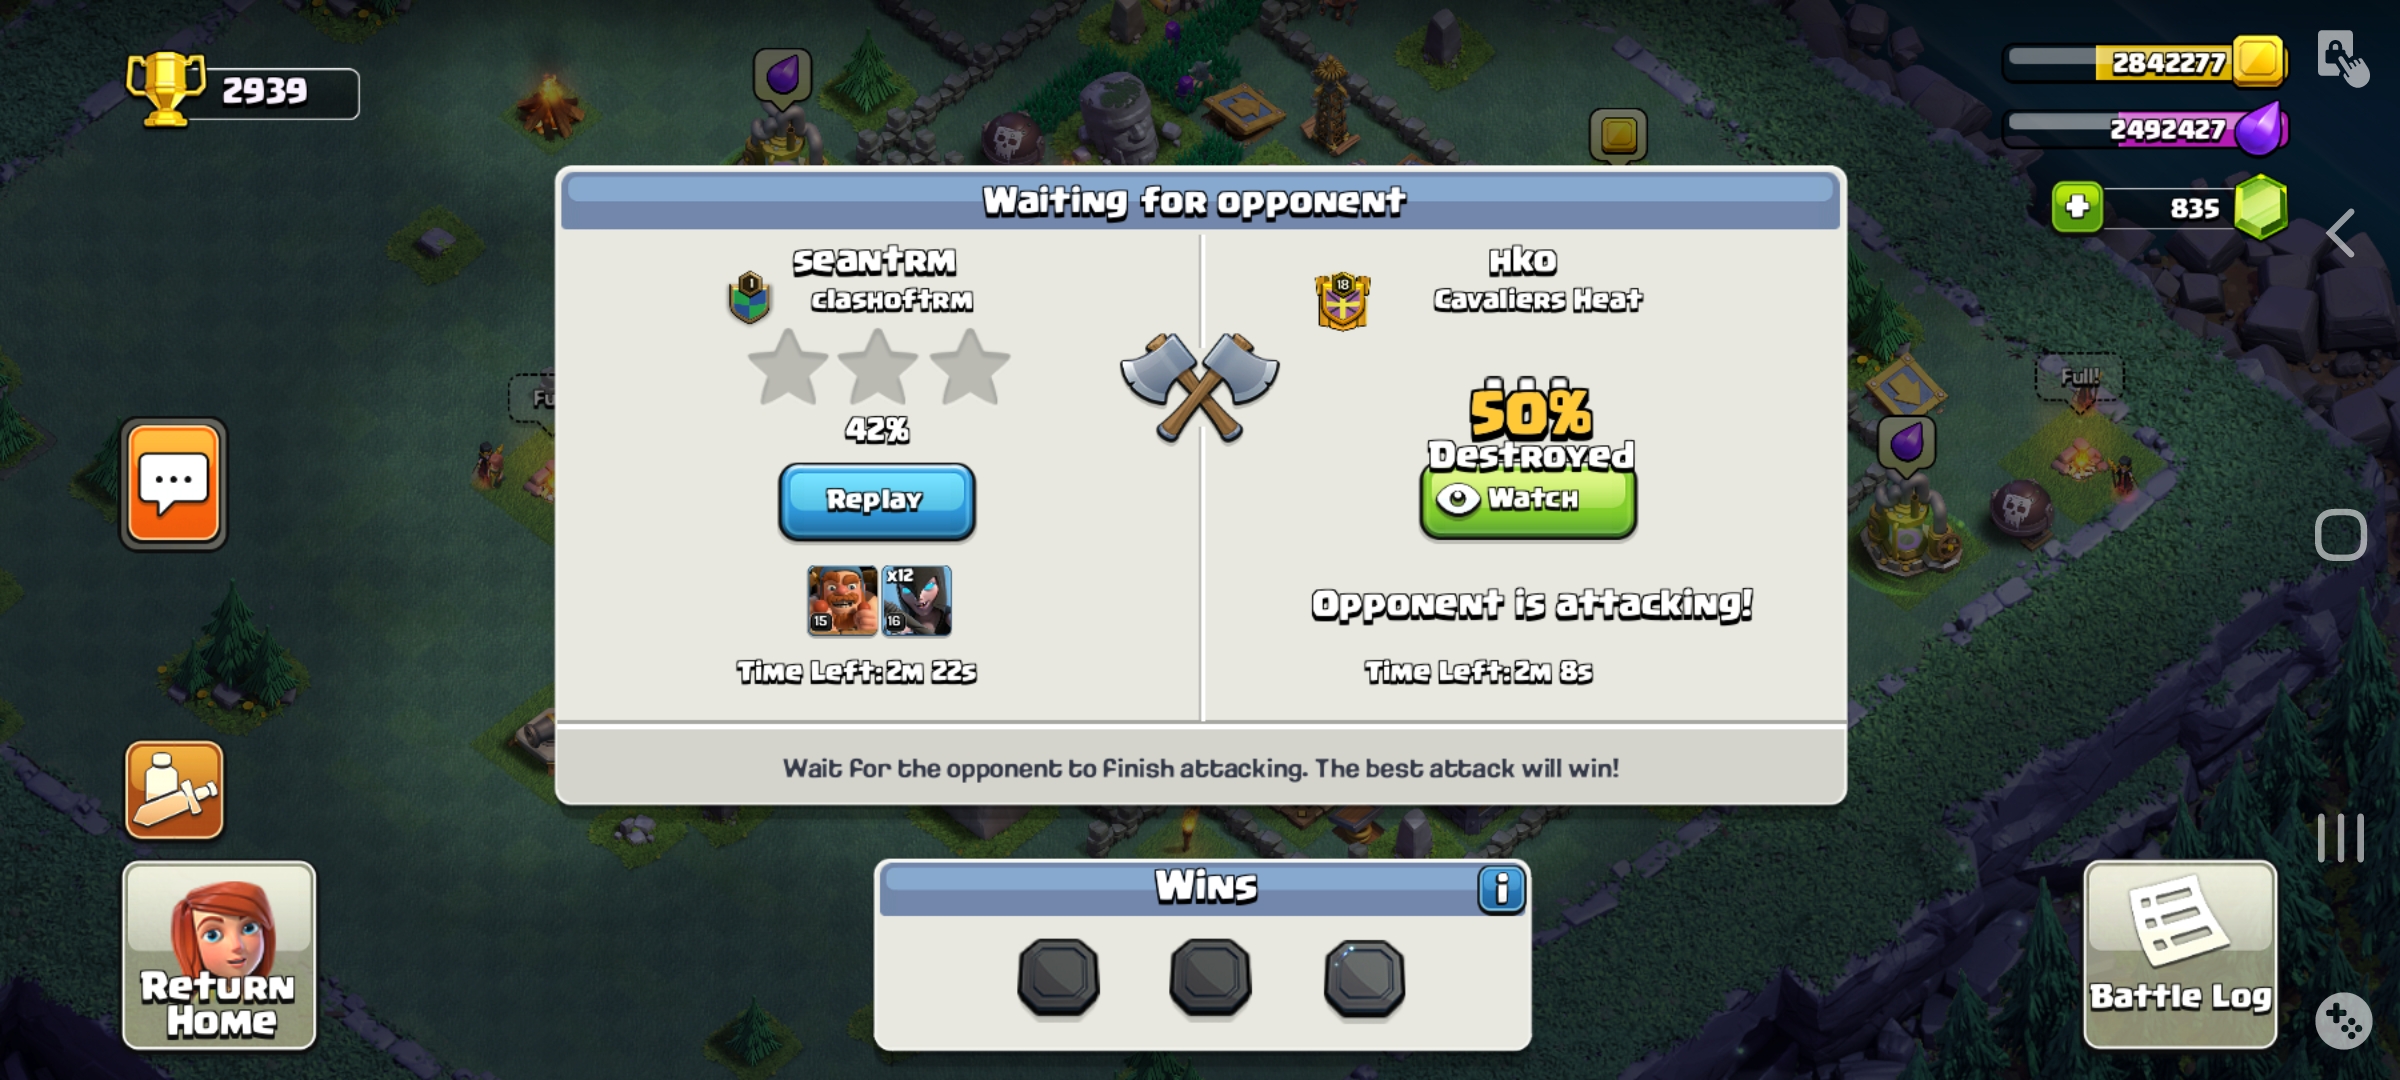 2939
2842277
2492427
835
Waiting for opponent
seantrm
1
clashoftrm
42%
Replay
x12
15
16
Time Left: 2m 22s
Hko
18
Cavaliers Heat
50%
Destroyed
Watch
Opponent is attacking!
Time Left: 2m 8s
Wait for the opponent to finish attacking. The best attack will win!
Full!
Wins
i
Return
Home
Battle Log